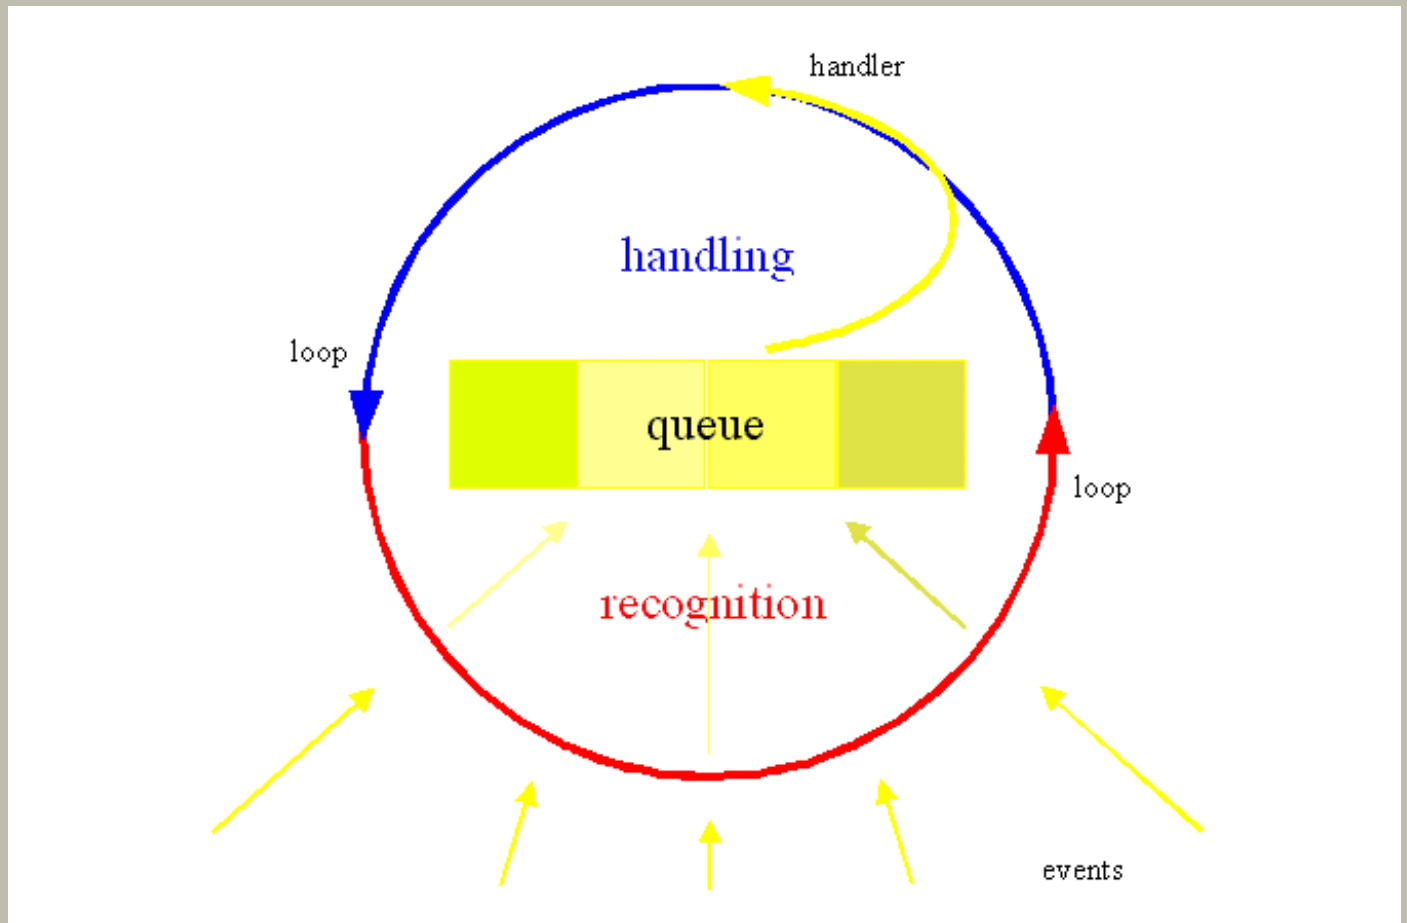 handler
handling
loop
queue
loop
recognition
events